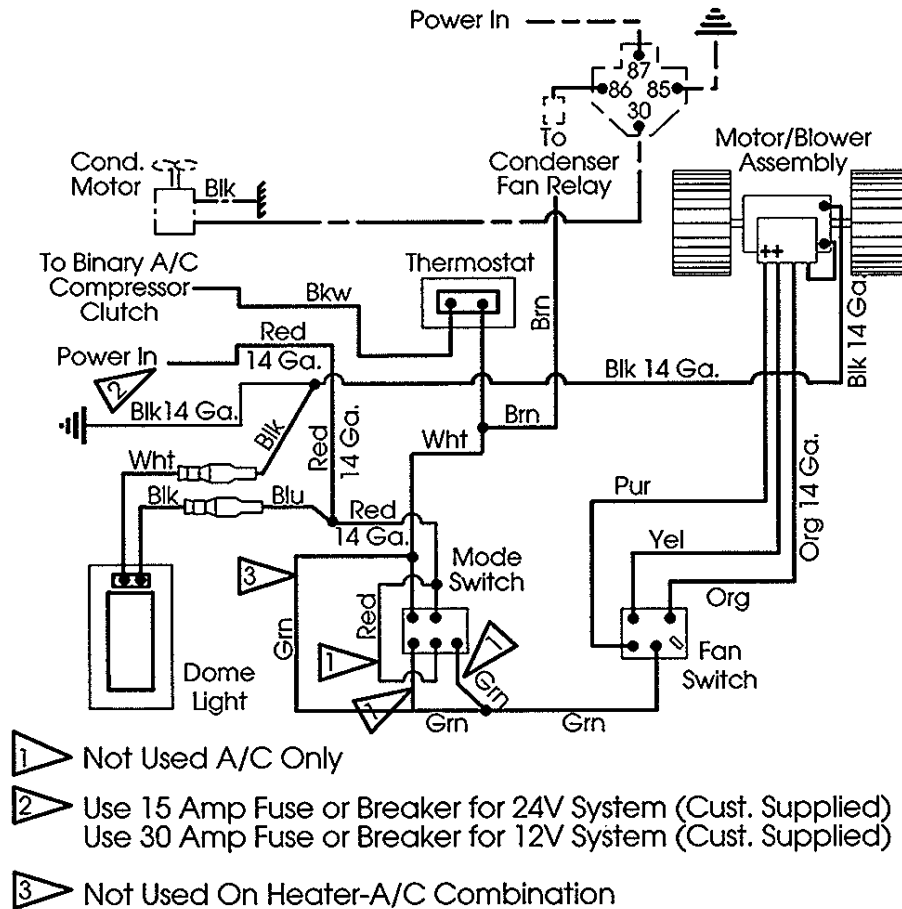 Power In
87
86 85
30
To
Condenser
Fan Relay
Motor/Blower
Assembly
Cond.
Motor
Blk
++
To Binary A/C
Compressor
Clutch
Bkw
Thermostat
Brn
Blk 14 Ga.
Red
14 Ga.
Power In
2
Blk 14 Ga.
Blk14 Ga.
Blk
Red
14 Ga.
Wht
Brn
Wht
Blk
Blu
Red
14 Ga.
Pur
Org 14 Ga.
Yel
Mode
Switch
3
Grn
Red
1
1
1
Grn
Org
Fan
Switch
Dome
Light
Grn
Grn
1 Not Used A/C Only
2 Use 15 Amp Fuse or Breaker for 24V System (Cust. Supplied)
Use 30 Amp Fuse or Breaker for 12V System (Cust. Supplied)
3 Not Used On Heater-A/C Combination